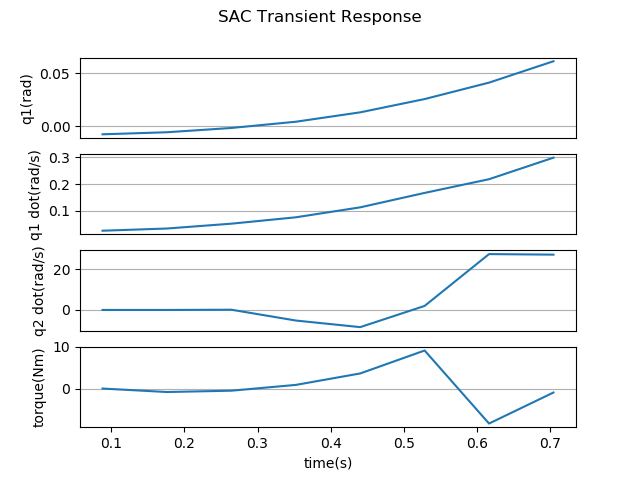 SAC Transient Response
q1(rad)
0.05
0.00
q1 dot(rad/s)
0.3
0.2
0.1
q2 dot(rad/s)
20
0
torque(Nm)
10
0
0.1 0.2 0.3 0.4 0.5 0.6 0.7
time(s)